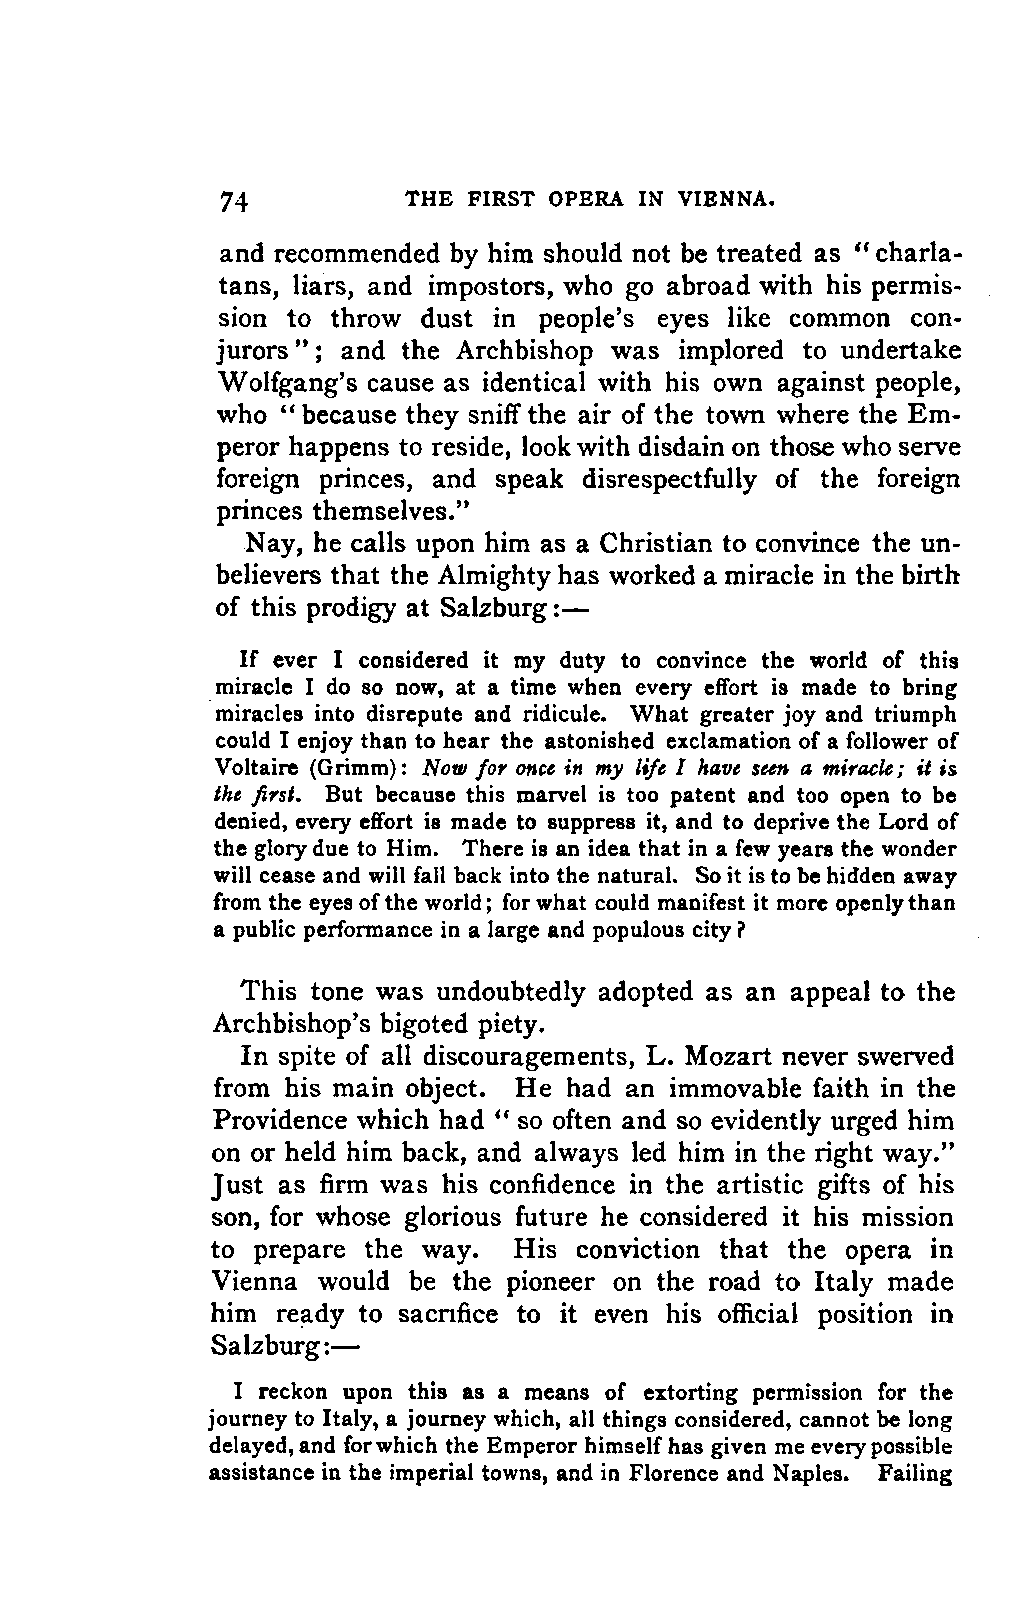 74 THE FIRST OPERA IN VIENNA.
and recommended by him should not be treated as "charla-
tans, liars, and impostors, who go abroad with his permis-
sion to throw dust in people's eyes like common con-
jurors"; and the Archbishop was implored to undertake
Wolfgang's cause as identical with his own against people,
who "because they sniff the air of the town where the Em-
peror happens to reside, look with disdain on those who serve
foreign princes, and speak disrespectfully of the foreign
princes themselves."
Nay, he calls upon him as a Christian to convince the un-
believers that the Almighty has worked a miracle in the birth
of this prodigy at Salzburg:—
If ever I considered it my duty to convince the world of this
miracle I do so now, at a time when every effort is made to bring
miracles into disrepute and ridicule. What greater joy and triumph
could I enjoy than to hear the astonished exclamation of a follower of
Voltaire (Grimm): Now for once in my life I have seen a miracle; it is
the first. But because this marvel is too patent and too open to be
denied, every effort is made to suppress it, and to deprive the Lord of
the glory due to Him. There is an idea that in a few years the wonder
will cease and will fall back into the natural. So it is to be hidden away
from the eyes of the world; for what could manifest it more openly than
a public performance in a large and populous city?
This tone was undoubtedly adopted as an appeal to the
Archbishop's bigoted piety.
In spite of all discouragements, L. Mozart never swerved
from his main object. He had an immovable faith in the
Providence which had "so often and so evidently urged him
on or held him back, and always led him in the right way."
Just as firm was his confidence in the artistic gifts of his
son, for whose glorious future he considered it his mission
to prepare the way. His conviction that the opera in
Vienna would be the pioneer on the road to Italy made
him ready to sacrifice to it even his official position in
Salzburg:—
I reckon upon this as a means of extorting permission for the
journey to Italy, a journey which, all things considered, cannot be long
delayed, and for which the Emperor himself has given me every possible
assistance in the imperial towns, and in Florence and Naples. Failing